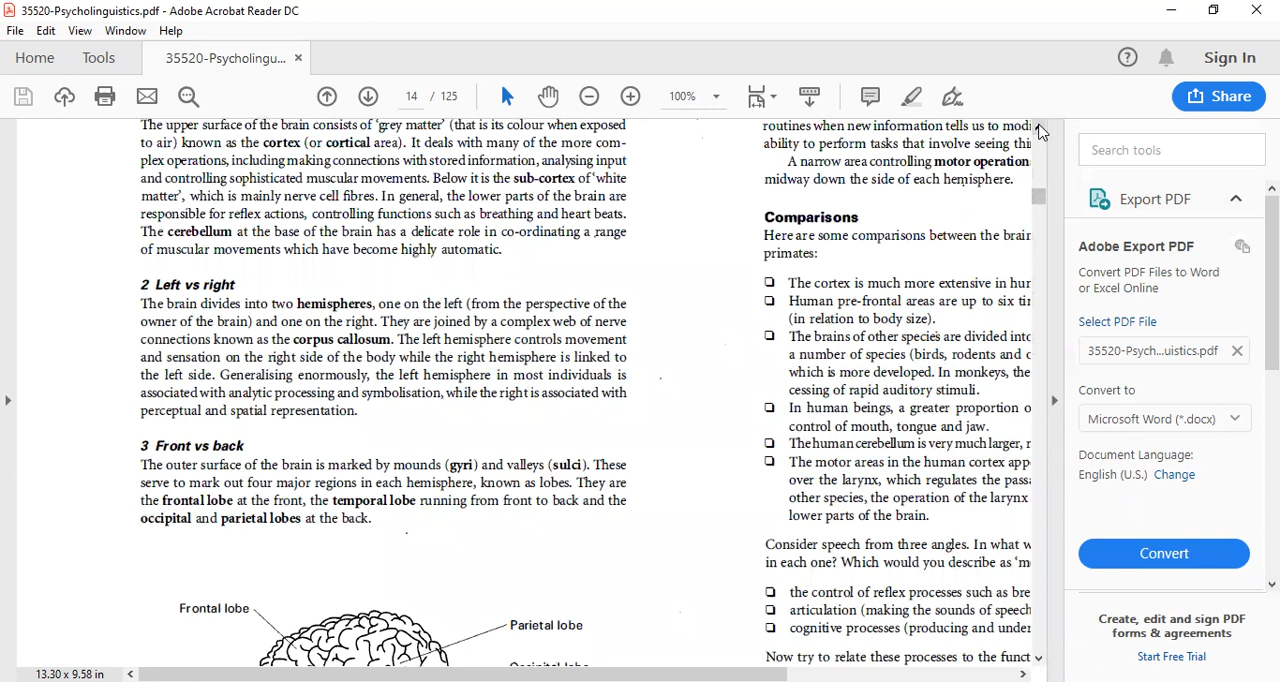 35520-Psycholinguistics.pdf - Adobe Acrobat Reader DC
File Edit View Window Help
Home Tools 35520-Psycholingu... × Sign In
14 / 125 100% Share
The upper surface of the brain consists of 'grey matter' (that is its colour when exposed
to air) known as the cortex (or cortical area). It deals with many of the more com-
plex operations, including making connections with stored information, analysing input
and controlling sophisticated muscular movements. Below it is the sub-cortex of 'white
matter', which is mainly nerve cell fibres. In general, the lower parts of the brain are
responsible for reflex actions, controlling functions such as breathing and heart beats.
The cerebellum at the base of the brain has a delicate role in co-ordinating a range
of muscular movements which have become highly automatic.
2 Left vs right
The brain divides into two hemispheres, one on the left (from the perspective of the
owner of the brain) and one on the right. They are joined by a complex web of nerve
connections known as the corpus callosum. The left hemisphere controls movement
and sensation on the right side of the body while the right hemisphere is linked to
the left side. Generalising enormously, the left hemisphere in most individuals is
associated with analytic processing and symbolisation, while the right is associated with
perceptual and spatial representation.
3 Front vs back
The outer surface of the brain is marked by mounds (gyri) and valleys (sulci). These
serve to mark out four major regions in each hemisphere, known as lobes. They are
the frontal lobe at the front, the temporal lobe running from front to back and the
occipital and parietal lobes at the back.
Frontal lobe
Parietal lobe
Occipital lobe
routines when new information tells us to modi
ability to perform tasks that involve seeing thi
A narrow area controlling motor operation
midway down the side of each hemisphere.
Comparisons
Here are some comparisons between the brain
primates:
❑ The cortex is much more extensive in hur
❑ Human pre-frontal areas are up to six tir
(in relation to body size).
❑ The brains of other species are divided into
a number of species (birds, rodents and c
which is more developed. In monkeys, the
cessing of rapid auditory stimuli.
❑ In human beings, a greater proportion o
control of mouth, tongue and jaw.
❑ The human cerebellum is very much larger, r
❑ The motor areas in the human cortex app
over the larynx, which regulates the passa
other species, the operation of the larynx
lower parts of the brain.
Consider speech from three angles. In what w
in each one? Which would you describe as 'm
❑ the control of reflex processes such as bre
❑ articulation (making the sounds of speech
❑ cognitive processes (producing and under
Now try to relate these processes to the funct
Search tools
Export PDF
Adobe Export PDF
Convert PDF Files to Word
or Excel Online
Select PDF File
35520-Psych...uistics.pdf
Convert to
Microsoft Word (*.docx)
Document Language:
English (U.S.) Change
Convert
Create, edit and sign PDF
forms & agreements
Start Free Trial
13.30 x 9.58 in